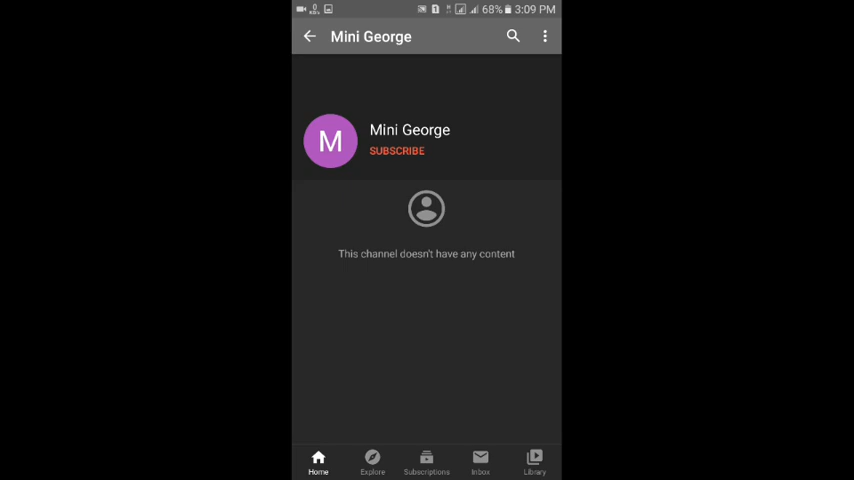 68% 3:09 PM
Mini George
M
Mini George
SUBSCRIBE
This channel doesn't have any content
Home Explore Subscriptions Inbox Library